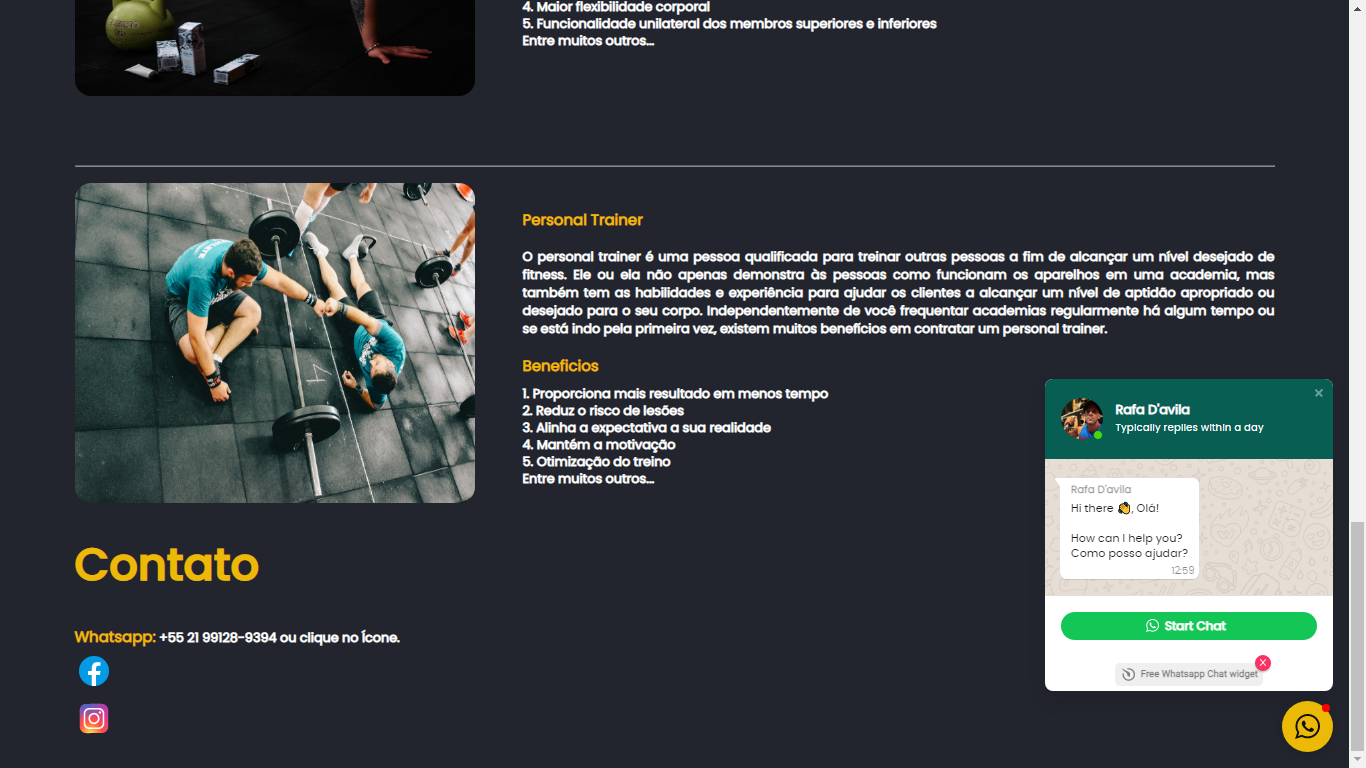 4. Maior flexibilidade corporal
5. Funcionalidade unilateral dos membros superiores e inferiores
Entre muitos outros...
Personal Trainer
O personal trainer é uma pessoa qualificada para treinar outras pessoas a fim de alcançar um nível desejado de
fitness. Ele ou ela não apenas demonstra às pessoas como funcionam os aparelhos em uma academia, mas
também tem as habilidades e experiência para ajudar os clientes a alcançar um nível de aptidão apropriado ou
desejado para o seu corpo. Independentemente de você frequentar academias regularmente há algum tempo ou
se está indo pela primeira vez, existem muitos benefícios em contratar um personal trainer.
Beneficios
1. Proporciona mais resultado em menos tempo
2. Reduz o risco de lesões
3. Alinha a expectativa a sua realidade
4. Mantém a motivação
5. Otimização do treino
Entre muitos outros...
Contato
Whatsapp: +55 21 99128-9394 ou clique no Ícone.
Rafa D'avila
Typically replies within a day
Rafa D'avila
Hi there 👏, Olá!
How can I help you?
Como posso ajudar?
12:59
Start Chat
Free Whatsapp Chat widget